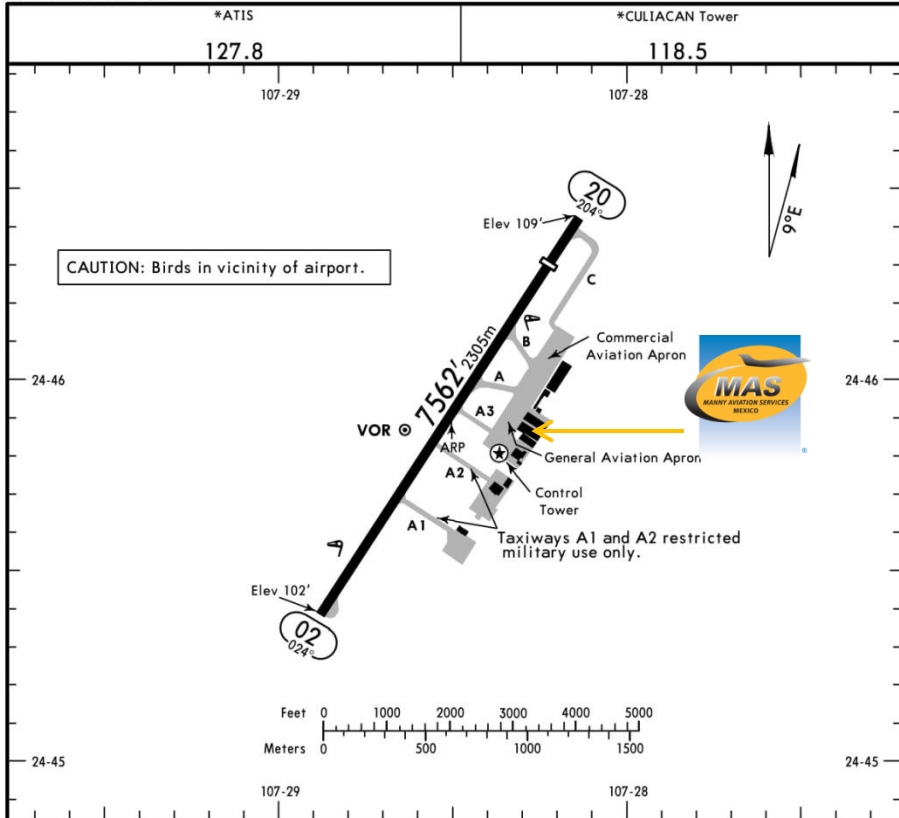 *ATIS
127.8
*CULIACAN Tower
118.5
107-29
107-28
20
204°
Elev 109'
9°E
CAUTION: Birds in vicinity of airport.
C
B
Commercial
Aviation Apron
24-46
24-46
7562' 2305m
A
MAS
MANNY AVIATION SERVICES
MEXICO
®
A3
VOR
ARP
General Aviation Apron
A2
Control
Tower
A1
Taxiways A1 and A2 restricted
military use only.
Elev 102'
02
024°
Feet 0 1000 2000 3000 4000 5000
Meters 0 500 1000 1500
24-45
24-45
107-29
107-28